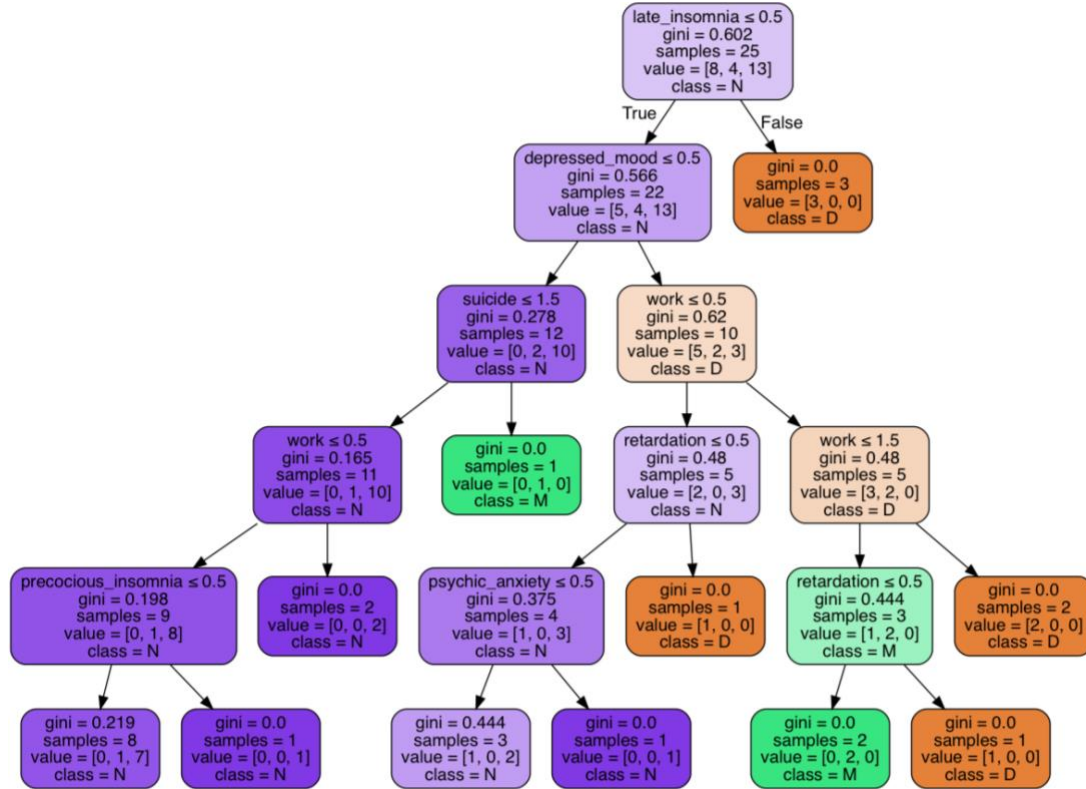 late_insomnia ≤ 0.5
gini = 0.602
samples = 25
value = [8, 4, 13]
class = N
True
False
depressed_mood ≤ 0.5
gini = 0.566
samples = 22
value = [5, 4, 13]
class = N
gini = 0.0
samples = 3
value = [3, 0, 0]
class = D
suicide ≤ 1.5
gini = 0.278
samples = 12
value = [0, 2, 10]
class = N
work ≤ 0.5
gini = 0.62
samples = 10
value = [5, 2, 3]
class = D
work ≤ 0.5
gini = 0.165
samples = 11
value = [0, 1, 10]
class = N
gini = 0.0
samples = 1
value = [0, 1, 0]
class = M
retardation ≤ 0.5
gini = 0.48
samples = 5
value = [2, 0, 3]
class = N
work ≤ 1.5
gini = 0.48
samples = 5
value = [3, 2, 0]
class = D
precocious_insomnia ≤ 0.5
gini = 0.198
samples = 9
value = [0, 1, 8]
class = N
gini = 0.0
samples = 2
value = [0, 0, 2]
class = N
psychic_anxiety ≤ 0.5
gini = 0.375
samples = 4
value = [1, 0, 3]
class = N
gini = 0.0
samples = 1
value = [1, 0, 0]
class = D
retardation ≤ 0.5
gini = 0.444
samples = 3
value = [1, 2, 0]
class = M
gini = 0.0
samples = 2
value = [2, 0, 0]
class = D
gini = 0.219
samples = 8
value = [0, 1, 7]
class = N
gini = 0.0
samples = 1
value = [0, 0, 1]
class = N
gini = 0.444
samples = 3
value = [1, 0, 2]
class = N
gini = 0.0
samples = 1
value = [0, 0, 1]
class = N
gini = 0.0
samples = 2
value = [0, 2, 0]
class = M
gini = 0.0
samples = 1
value = [1, 0, 0]
class = D